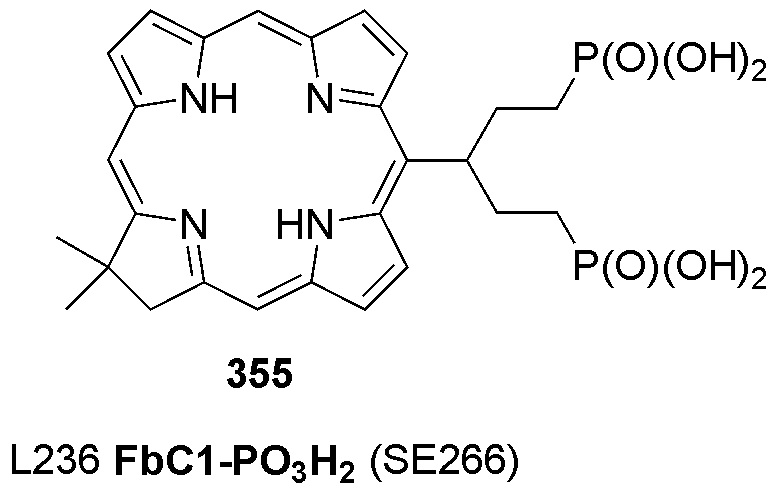 P(O)(OH)₂
NH N
N HN
P(O)(OH)₂
355
L236 FbC1-PO₃H₂ (SE266)